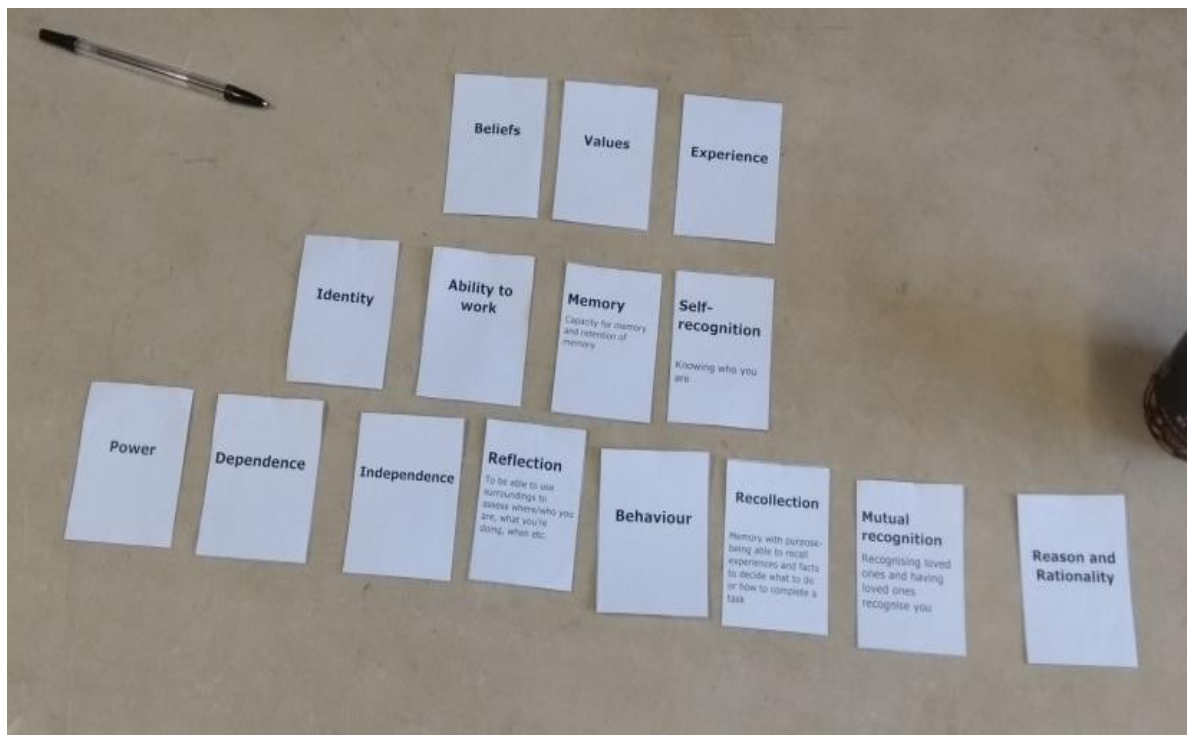 Beliefs
Values
Experience
Identity
Ability to
work
Memory
Capacity for memory
and retention of
memory
Self-
recognition
Knowing who you
are
Power
Dependence
Independence
Reflection
To be able to use
surroundings to
assess where/who you
are, what you're
doing, when etc.
Behaviour
Recollection
Memory with purpose-
being able to recall
experiences and facts
to decide what to do
or how to complete a
task
Mutual
recognition
Recognising loved
ones and having
loved ones
recognise you
Reason and
Rationality